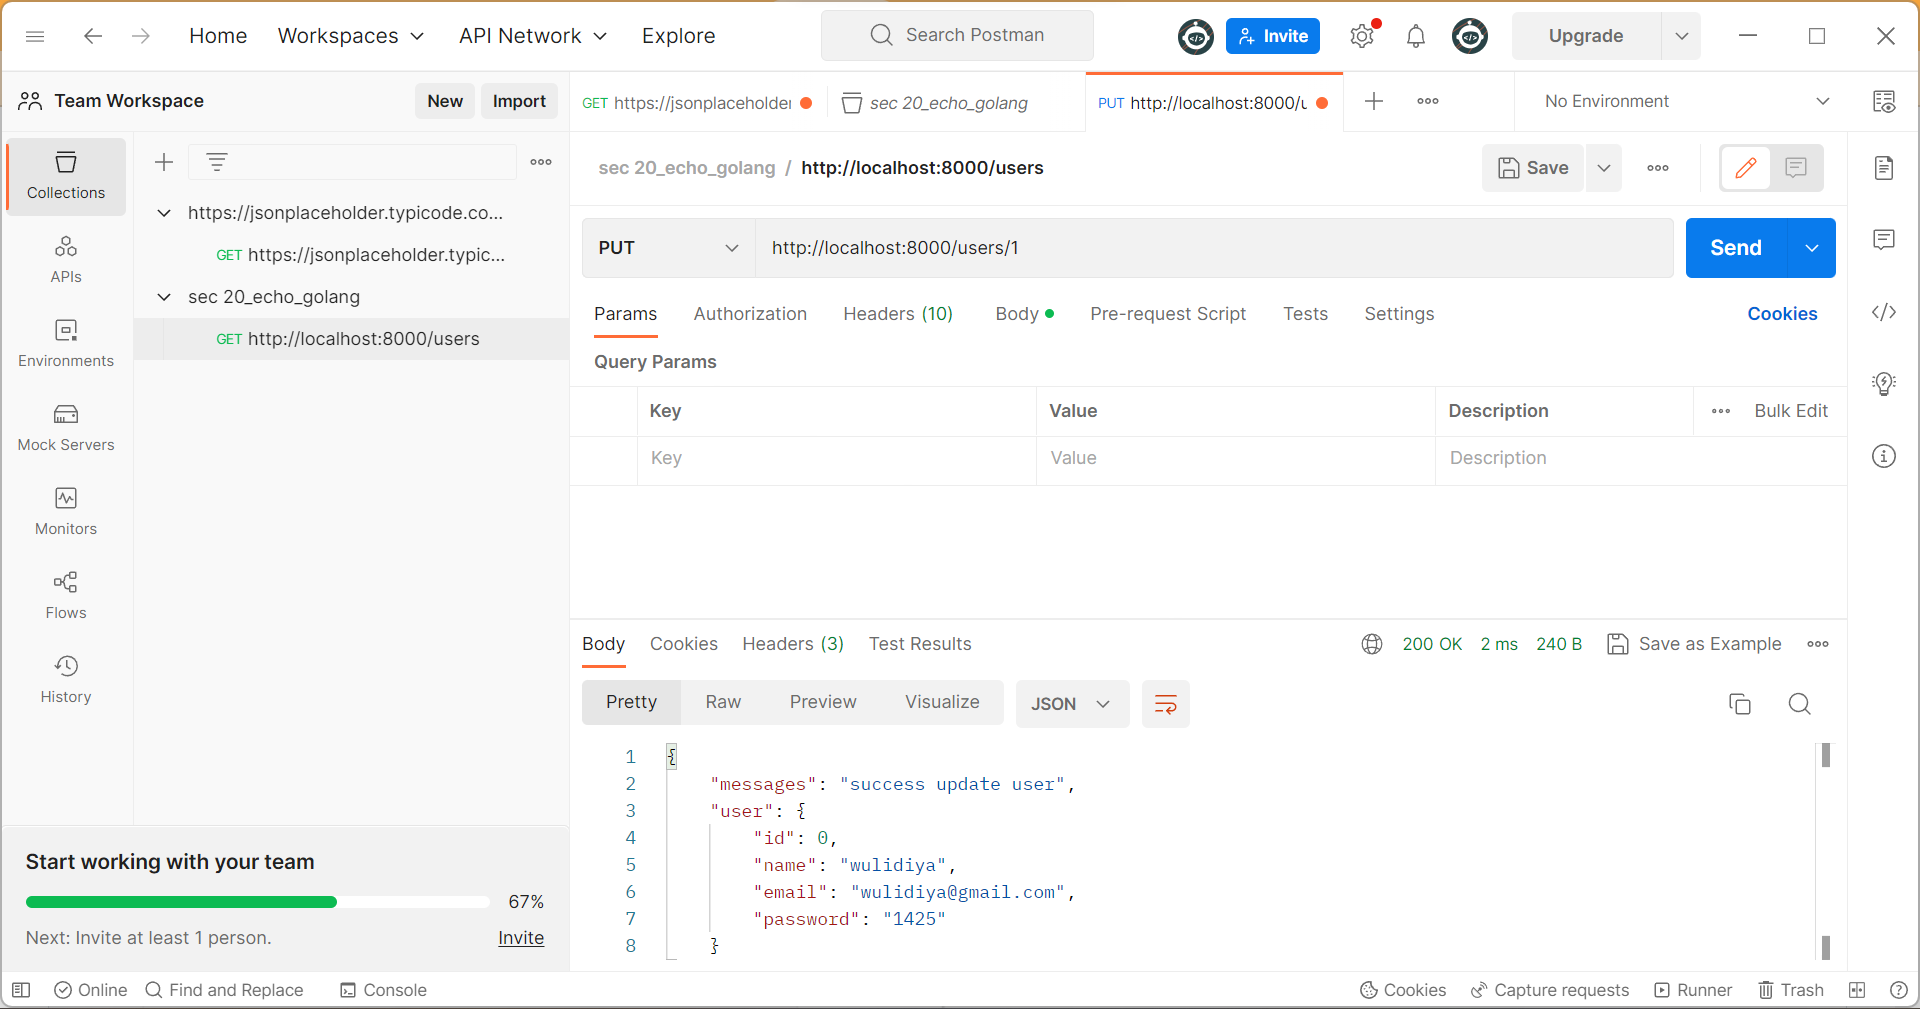 Home Workspaces API Network Explore Search Postman Invite Upgrade
Team Workspace New Import
GET https://jsonplaceholder sec 20_echo_golang PUT http://localhost:8000/u No Environment
Collections
APIs
Environments
Mock Servers
Monitors
Flows
History
https://jsonplaceholder.typicode.co...
GET https://jsonplaceholder.typic...
sec 20_echo_golang
GET http://localhost:8000/users
Start working with your team
67%
Next: Invite at least 1 person. Invite
sec 20_echo_golang / http://localhost:8000/users Save
PUT http://localhost:8000/users/1 Send
Params Authorization Headers (10) Body Pre-request Script Tests Settings Cookies
Query Params
Key Value Description Bulk Edit
Key Value Description
Body Cookies Headers (3) Test Results 200 OK 2 ms 240 B Save as Example
Pretty Raw Preview Visualize JSON
1 {
2 "messages": "success update user",
3 "user": {
4 "id": 0,
5 "name": "wulidiya",
6 "email": "wulidiya@gmail.com",
7 "password": "1425"
8 }
Online Find and Replace Console Cookies Capture requests Runner Trash